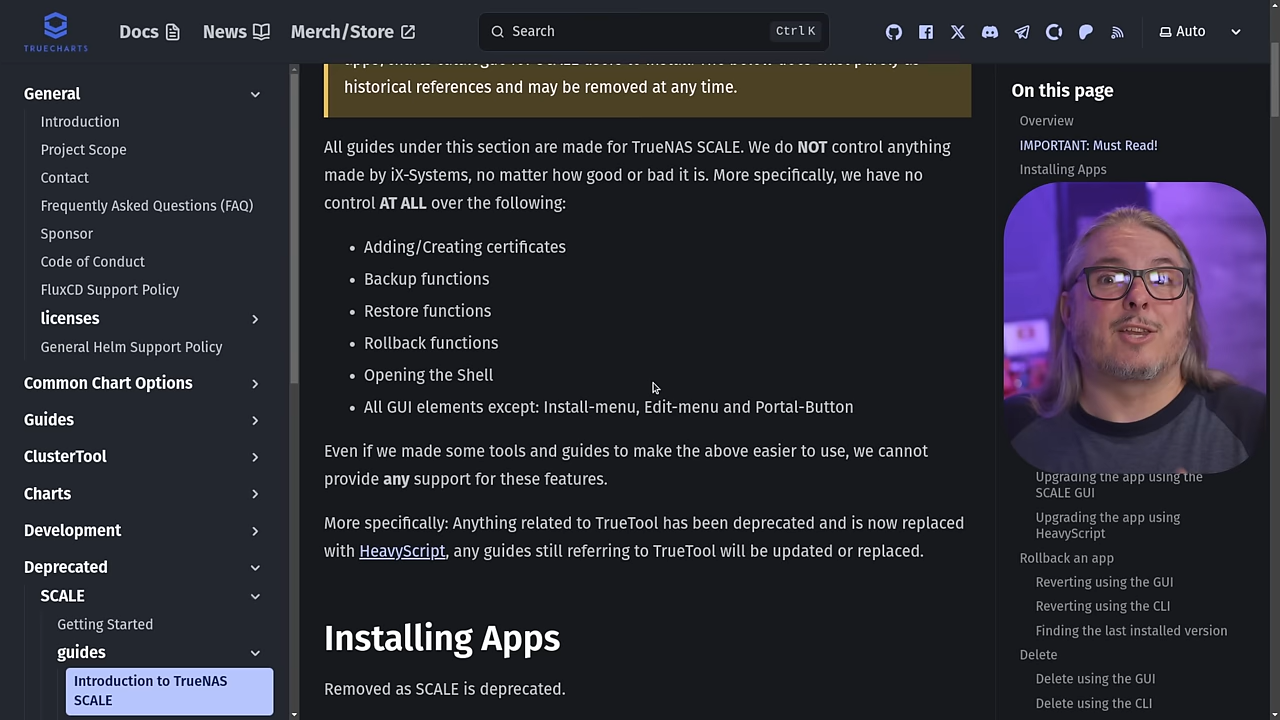 TRUECHARTS
Docs
News
Merch/Store
Search
Ctrl K
Auto
General
Introduction
Project Scope
Contact
Frequently Asked Questions (FAQ)
Sponsor
Code of Conduct
FluxCD Support Policy
licenses
General Helm Support Policy
Common Chart Options
Guides
ClusterTool
Charts
Development
Deprecated
SCALE
Getting Started
guides
Introduction to TrueNAS
SCALE
historical references and may be removed at any time.
All guides under this section are made for TrueNAS SCALE. We do NOT control anything
made by iX-Systems, no matter how good or bad it is. More specifically, we have no
control AT ALL over the following:
• Adding/Creating certificates
• Backup functions
• Restore functions
• Rollback functions
• Opening the Shell
• All GUI elements except: Install-menu, Edit-menu and Portal-Button
Even if we made some tools and guides to make the above easier to use, we cannot
provide any support for these features.
More specifically: Anything related to TrueTool has been deprecated and is now replaced
with HeavyScript, any guides still referring to TrueTool will be updated or replaced.
Installing Apps
Removed as SCALE is deprecated.
On this page
Overview
IMPORTANT: Must Read!
Installing Apps
Upgrading the app using the
SCALE GUI
Upgrading the app using
HeavyScript
Rollback an app
Reverting using the GUI
Reverting using the CLI
Finding the last installed version
Delete
Delete using the GUI
Delete using the CLI